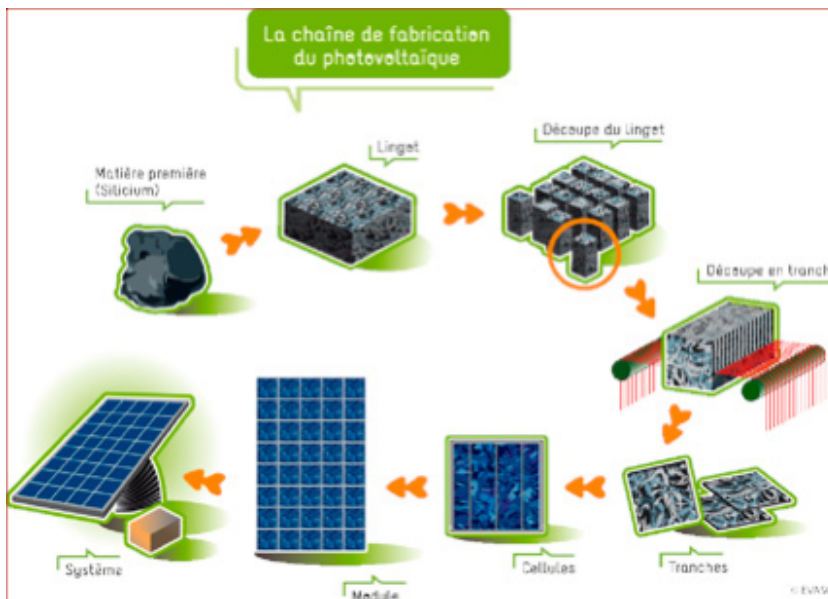 La chaîne de fabrication
du photovoltaïque
Matière première
(Silicium)
Lingot
Découpe du lingot
Découpe en tranch
Tranches
Cellules
Module
Système
© EVASI